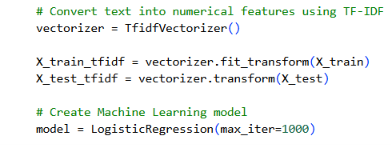 # Convert text into numerical features using TF-IDF
vectorizer = TfidfVectorizer()
X_train_tfidf = vectorizer.fit_transform(X_train)
X_test_tfidf = vectorizer.transform(X_test)
# Create Machine Learning model
model = LogisticRegression(max_iter=1000)